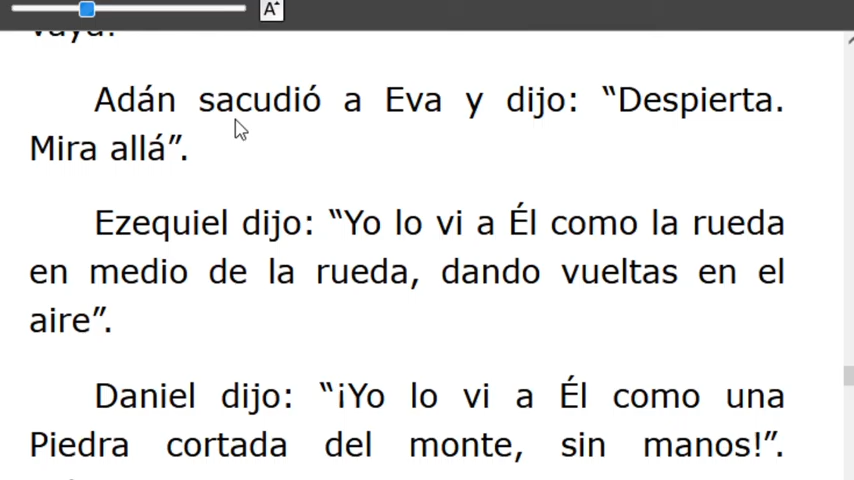 A
vaya.
Adán sacudió a Eva y dijo: “Despierta.
Mira allá”.
Ezequiel dijo: “Yo lo vi a Él como la rueda
en medio de la rueda, dando vueltas en el
aire”.
Daniel dijo: “¡Yo lo vi a Él como una
Piedra cortada del monte, sin manos!”.